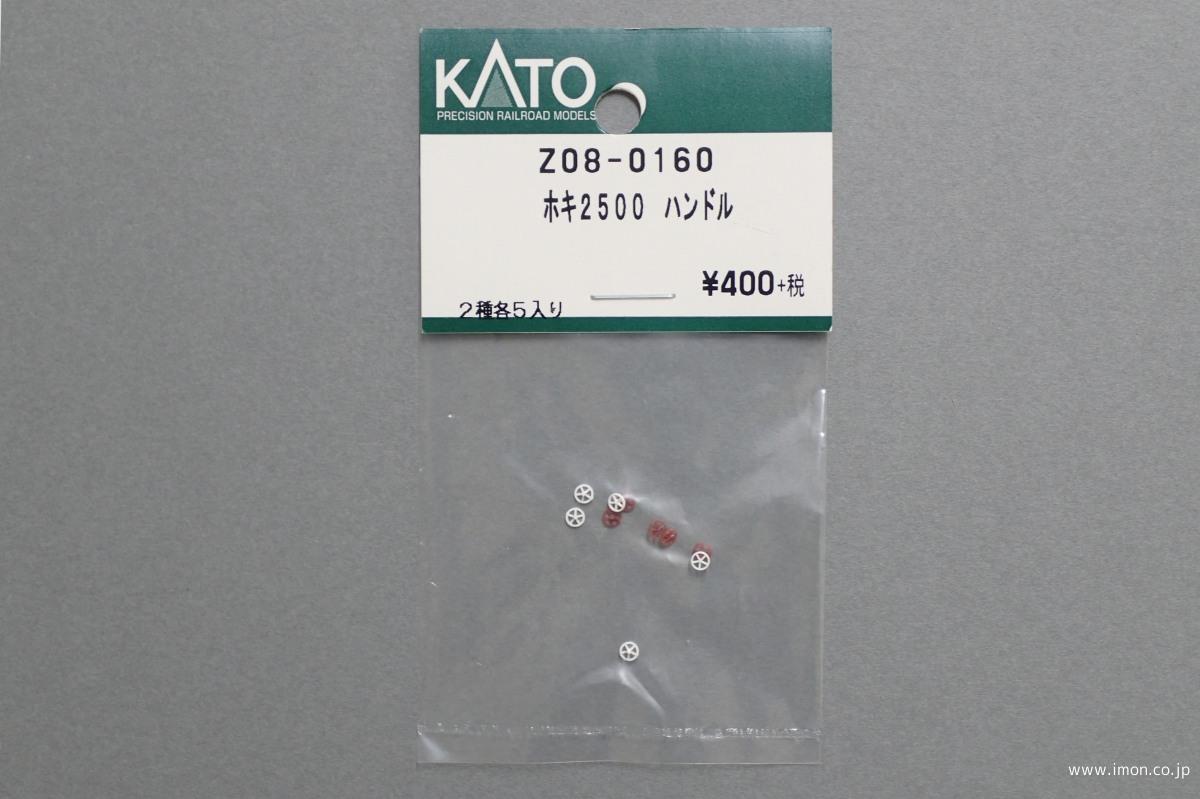 KATO
PRECISION RAILROAD MODELS
Z08-0160
ホキ2500 ハンドル
¥400+税
2種各5入り
www.imon.co.jp